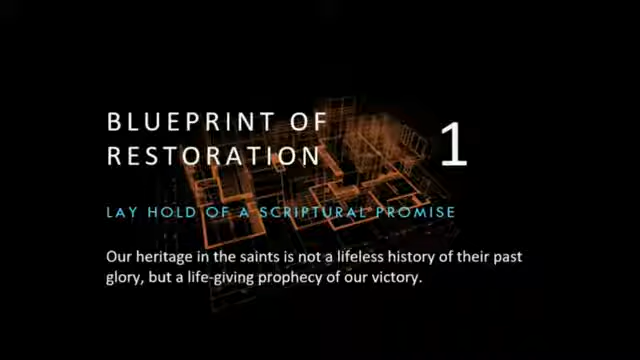 BLUEPRINT OF
RESTORATION
1
LAY HOLD OF A SCRIPTURAL PROMISE
Our heritage in the saints is not a lifeless history of their past
glory, but a life-giving prophecy of our victory.